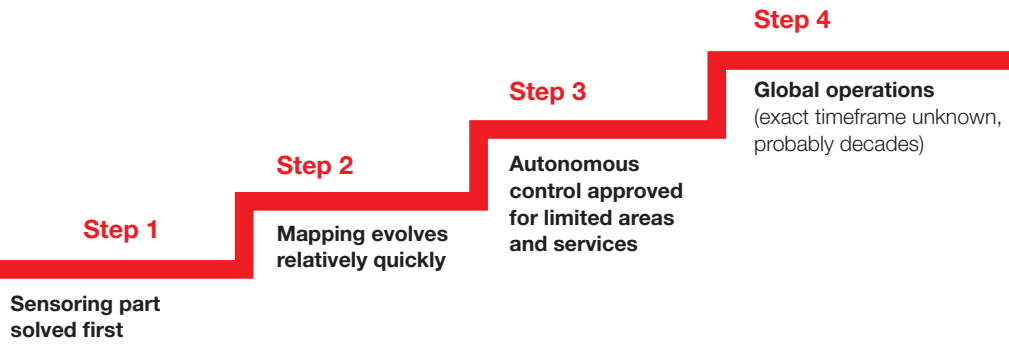 Step 1
Sensoring part
solved first
Step 2
Mapping evolves
relatively quickly
Step 3
Autonomous
control approved
for limited areas
and services
Step 4
Global operations
(exact timeframe unknown,
probably decades)